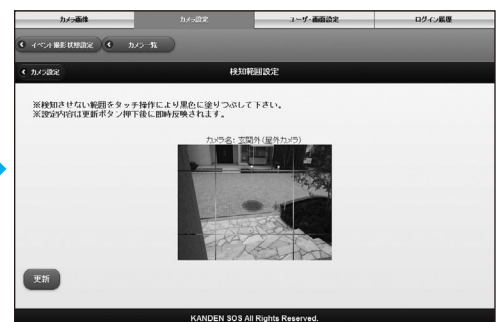 カメラ画像
カメラ設定
ユーザ・画面設定
ログイン履歴
イベント撮影状態設定
カメラ一覧
カメラ設定
検知範囲設定
※検知させない範囲をタッチ操作により黒色に塗りつぶして下さい。
※設定内容は更新ボタン押下後に即時反映されます。
カメラ名: 玄関外(屋外カメラ)
更新
KANDEN SOS All Rights Reserved.